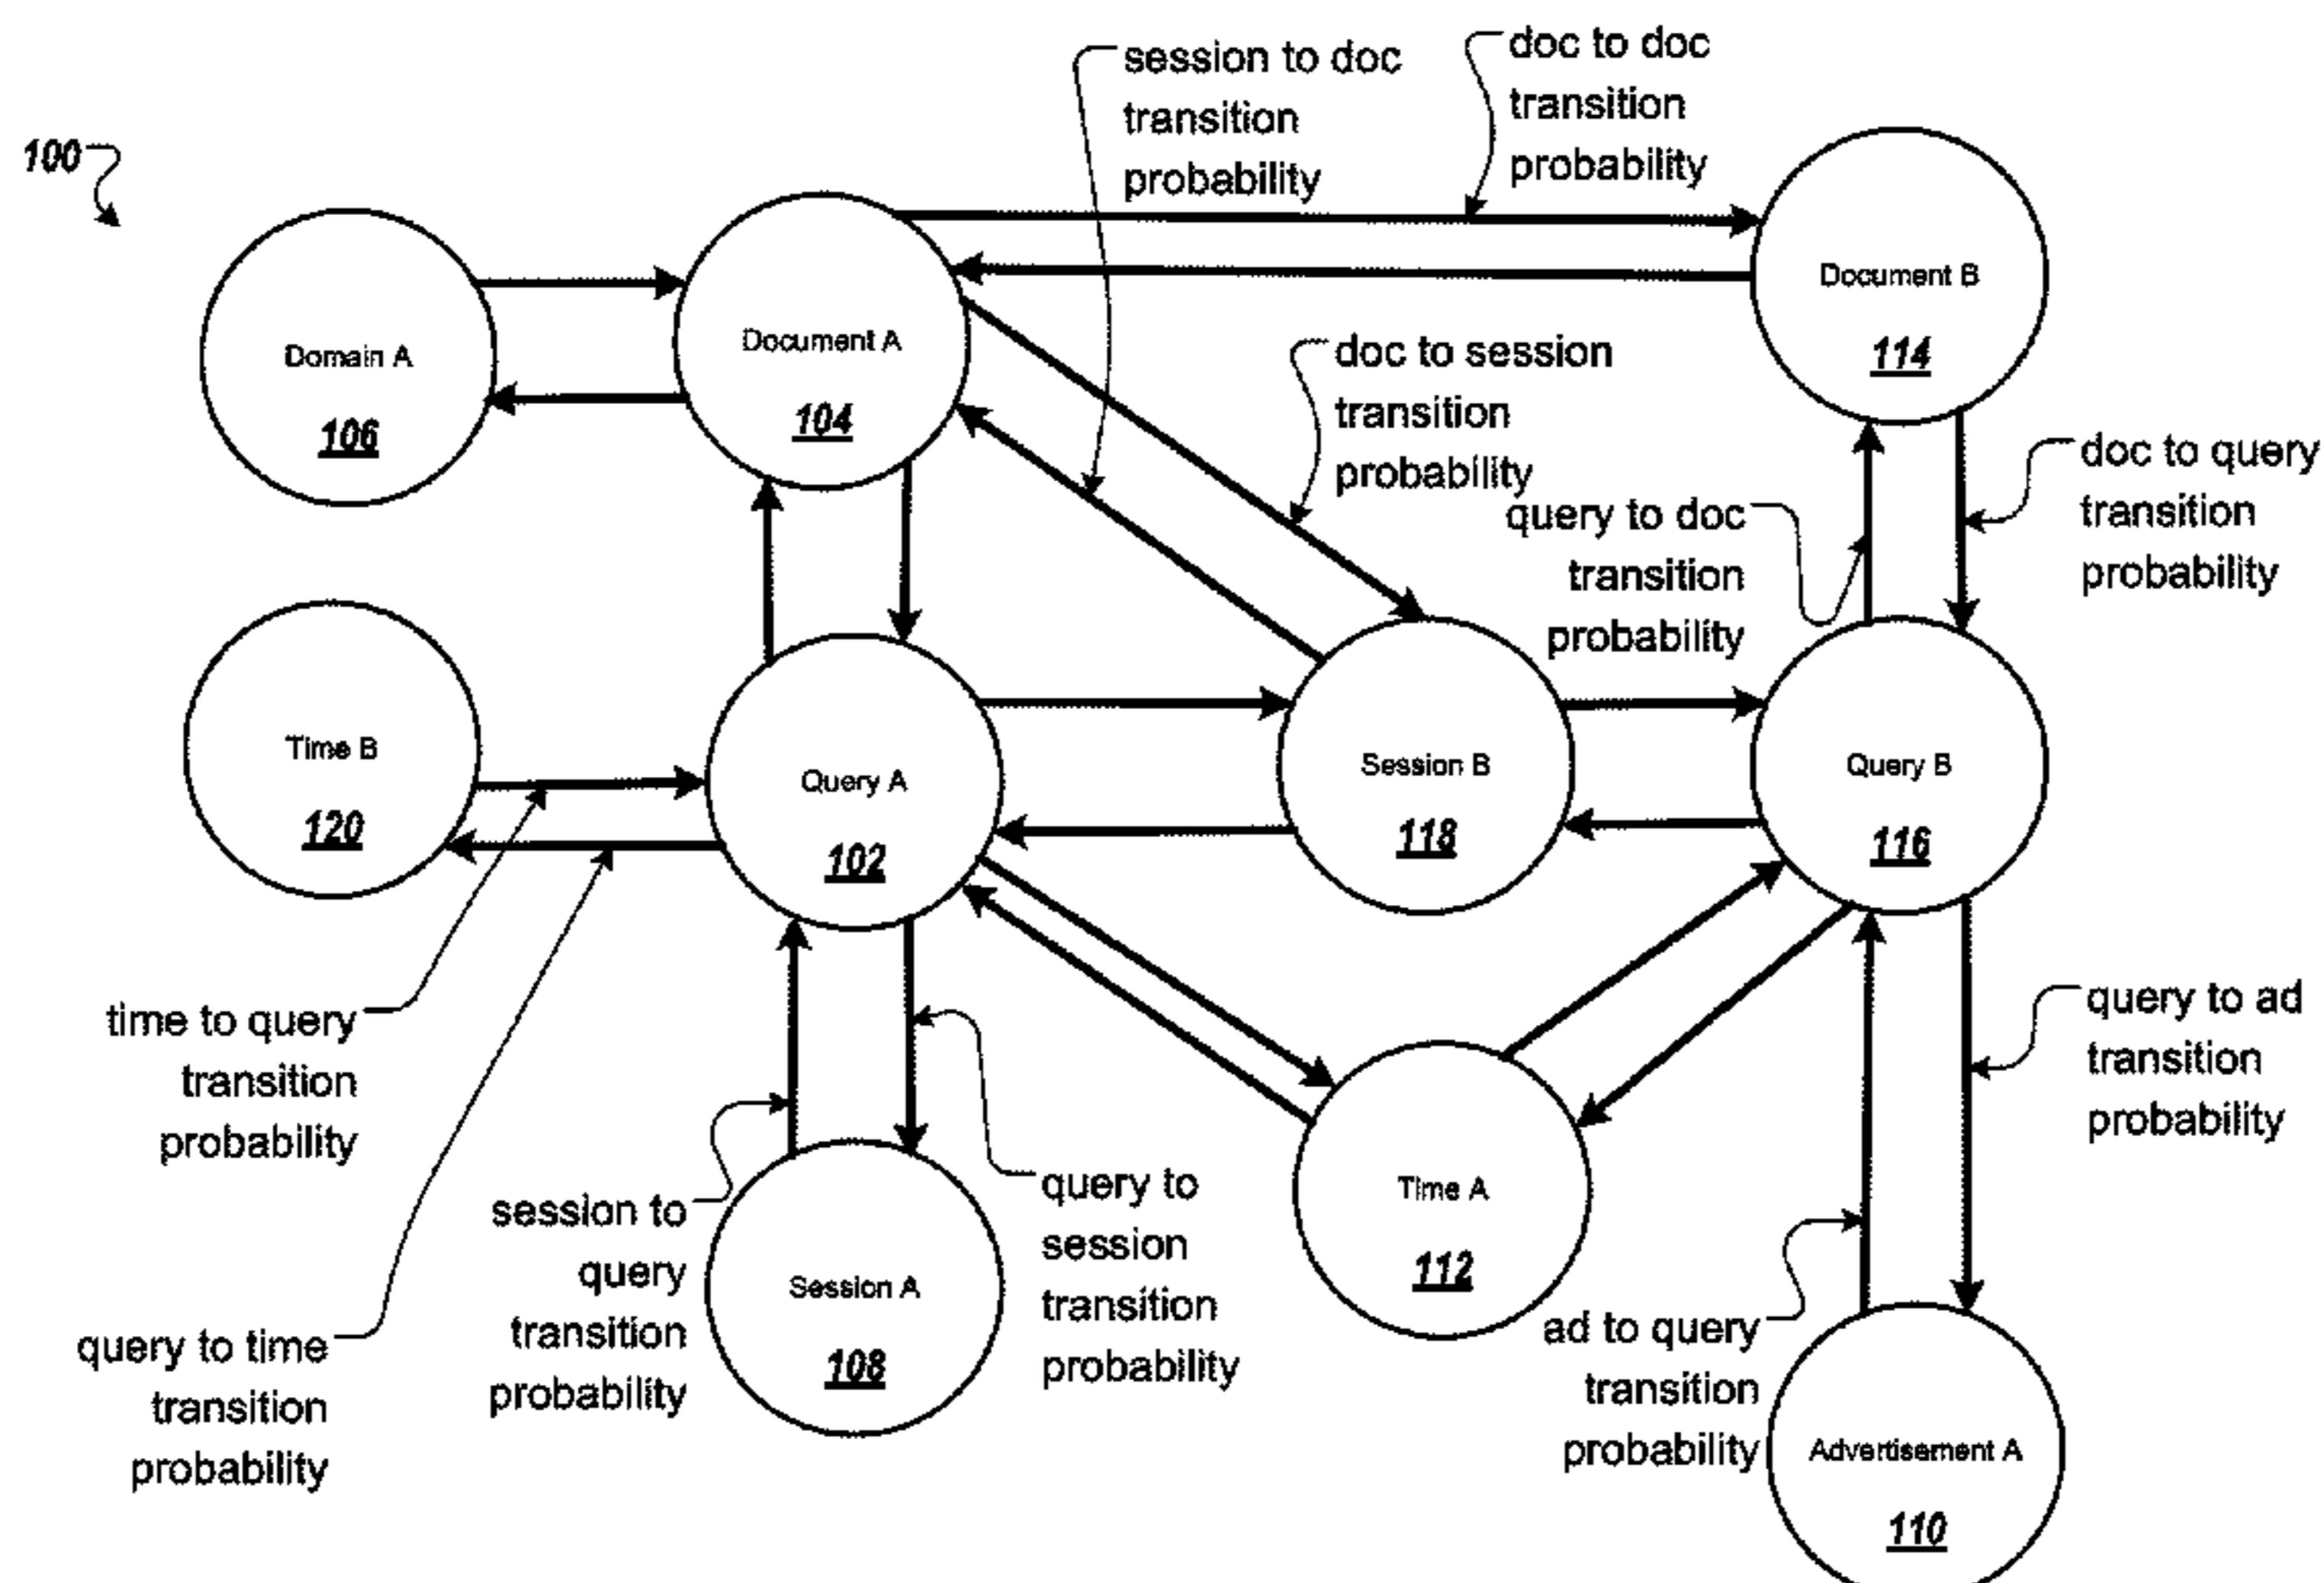 100
session to doc
transition
probability
doc to doc
transition
probability
Domain A
106
Document A
104
Document B
114
doc to session
transition
probability
query to doc
transition
probability
doc to query
transition
probability
Time B
120
Query A
102
Session B
118
Query B
116
time to query
transition
probability
query to time
transition
probability
session to
query
transition
probability
query to
session
transition
probability
Session A
108
Time A
112
query to ad
transition
probability
ad to query
transition
probability
Advertisement A
110